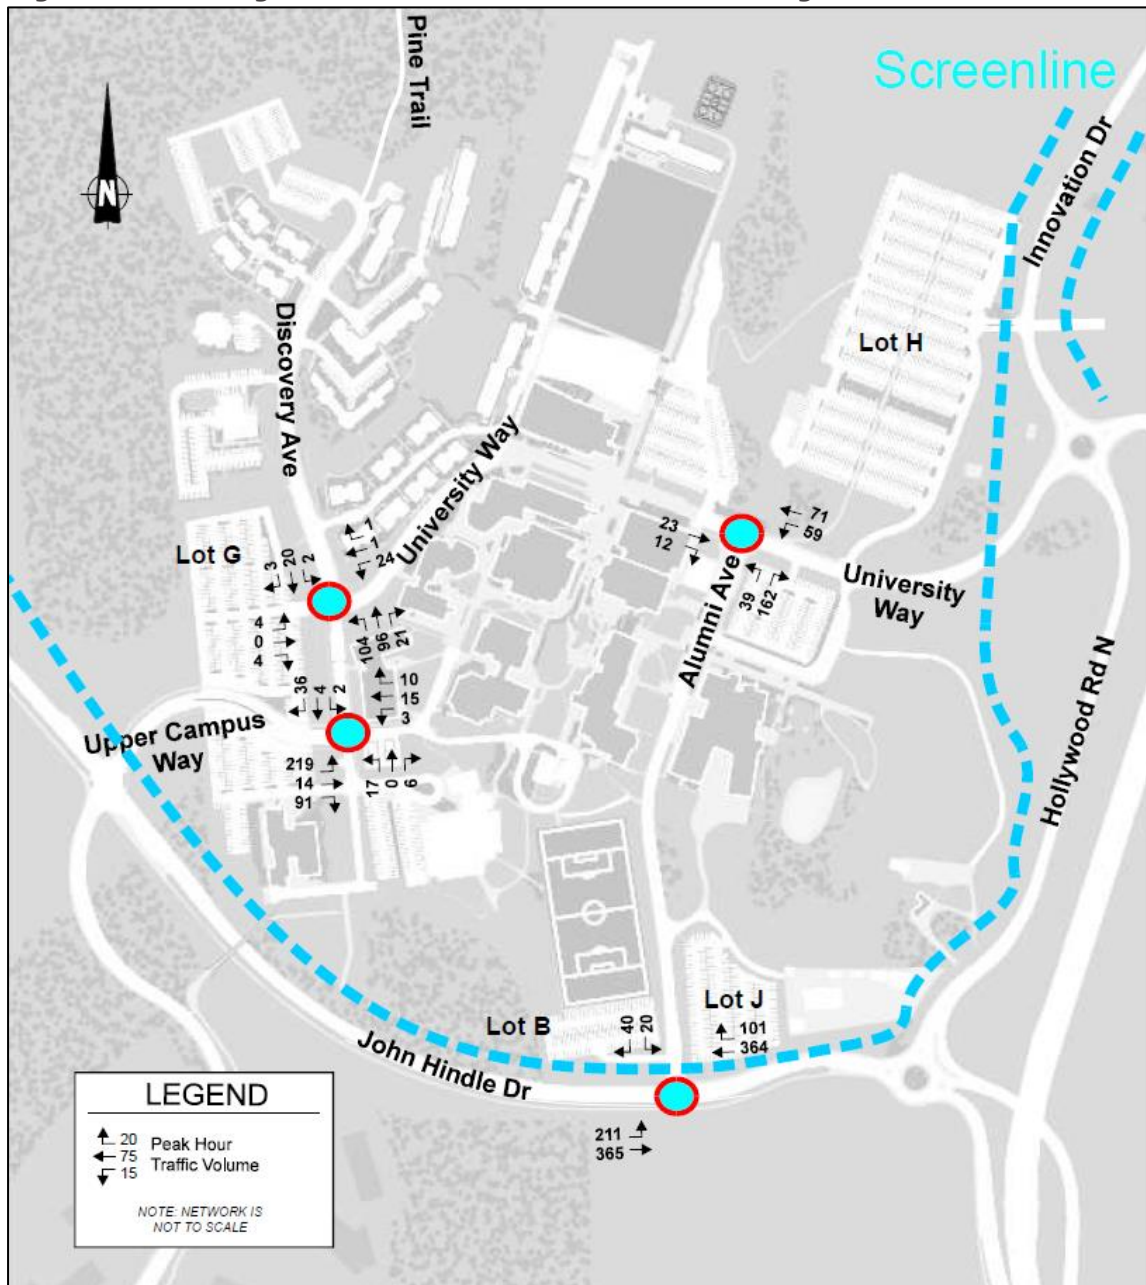 Pine Trail
Screenline
Innovation Dr
N
Discovery Ave
Lot H
University Way
1
1
24
23
12
71
59
Lot G
3
20
2
4
0
4
104
96
21
Alumni Ave
39
162
University
Way
Hollywood Rd N
36
4
2
10
15
3
Upper Campus
Way
219
14
91
17
0
6
Lot B
40
20
Lot J
101
364
John Hindle Dr
211
365
LEGEND
20
75
15
Peak Hour
Traffic Volume
NOTE: NETWORK IS
NOT TO SCALE